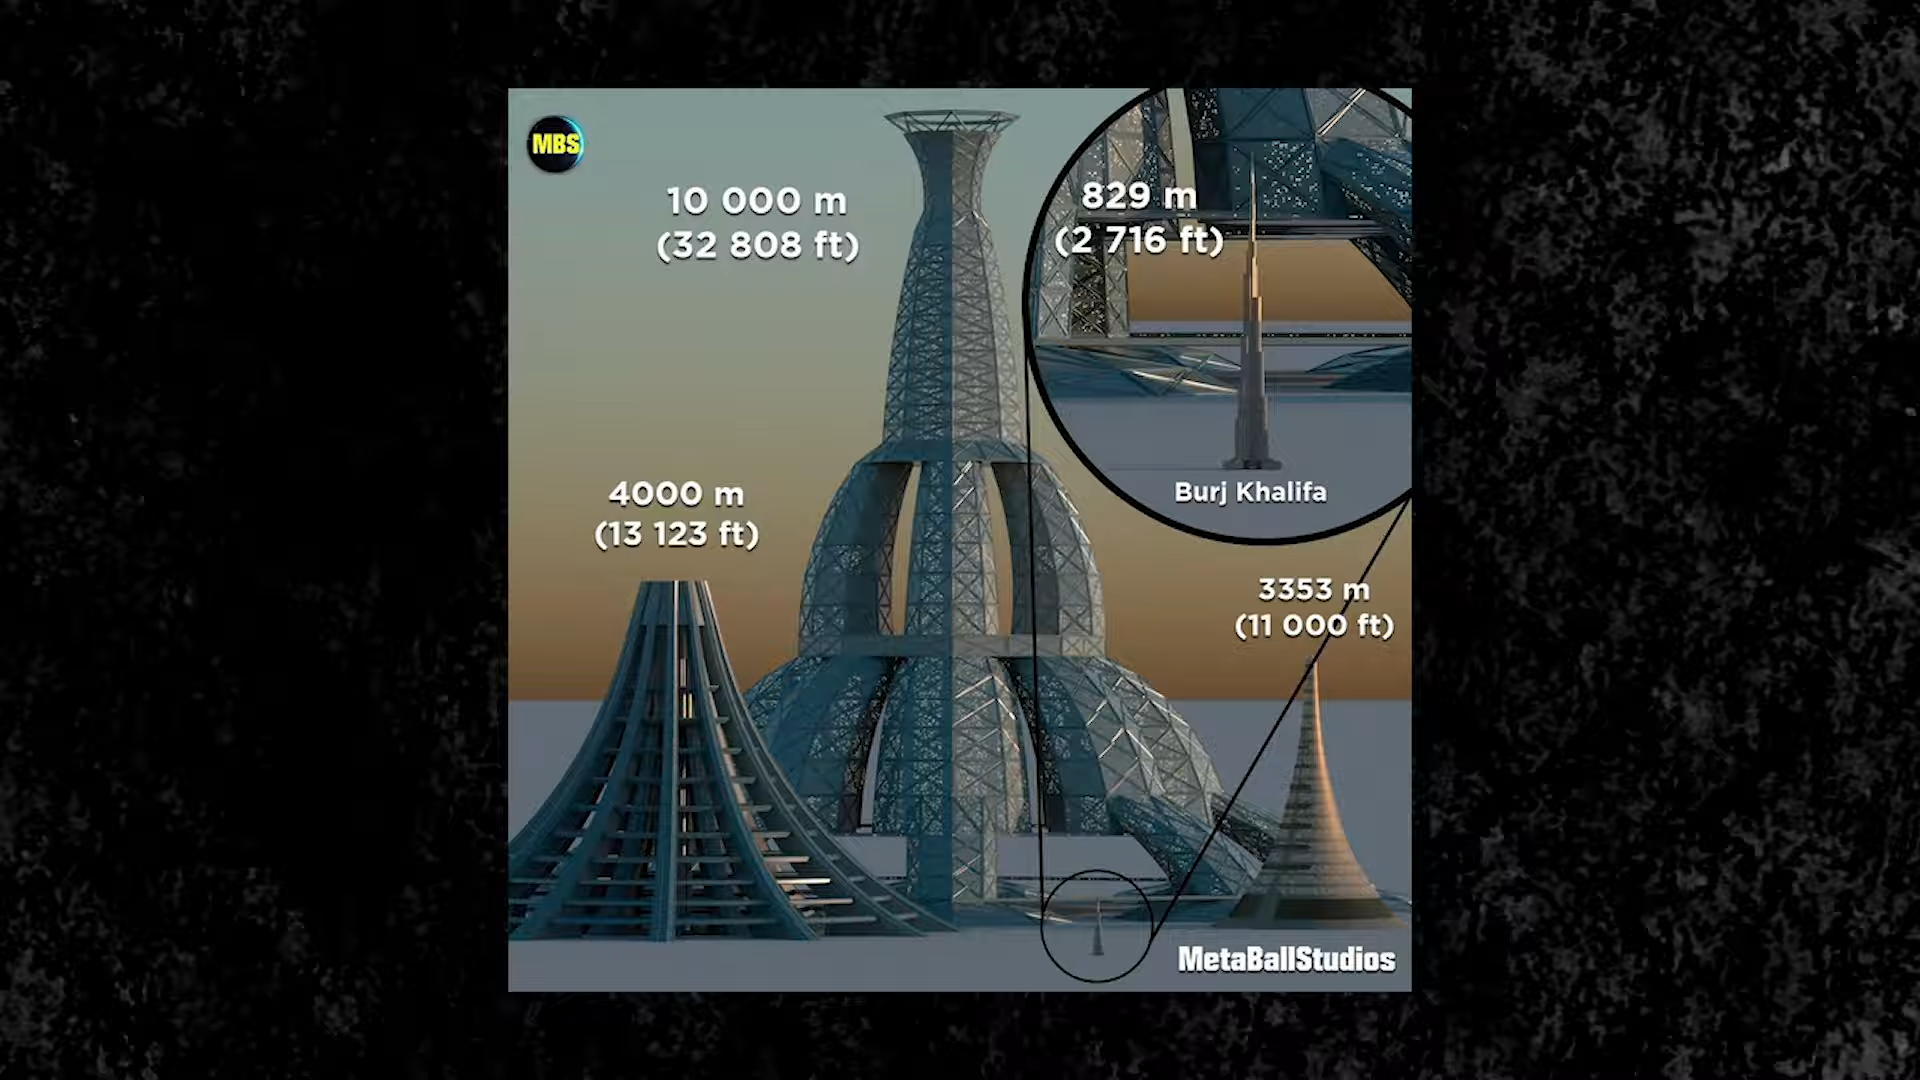 MBS
10 000 m
(32 808 ft)
829 m
(2 716 ft)
Burj Khalifa
4000 m
(13 123 ft)
3353 m
(11 000 ft)
MetaBallStudios